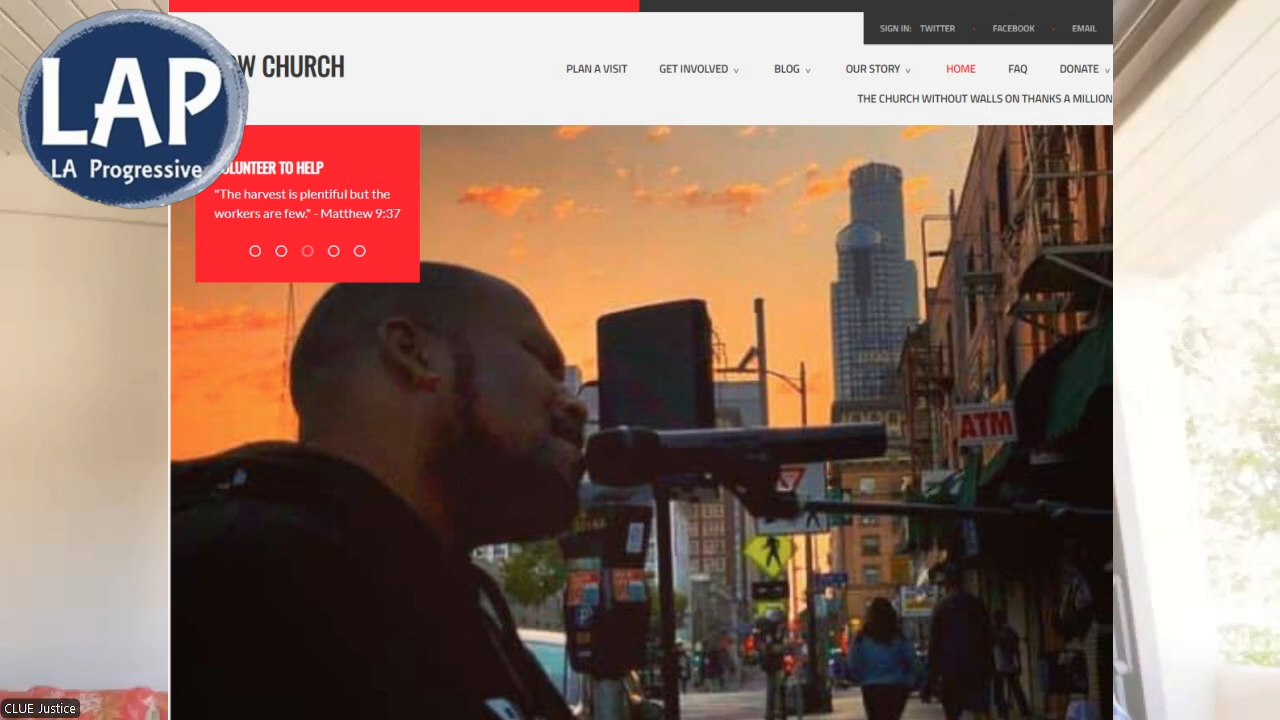 LAP
LA Progressive
SIGN IN: TWITTER FACEBOOK EMAIL
CHURCH
PLAN A VISIT GET INVOLVED BLOG OUR STORY HOME FAQ DONATE
THE CHURCH WITHOUT WALLS ON THANKS A MILLION
VOLUNTEER TO HELP
"The harvest is plentiful but the
workers are few." - Matthew 9:37
ATM
CLUE Justice